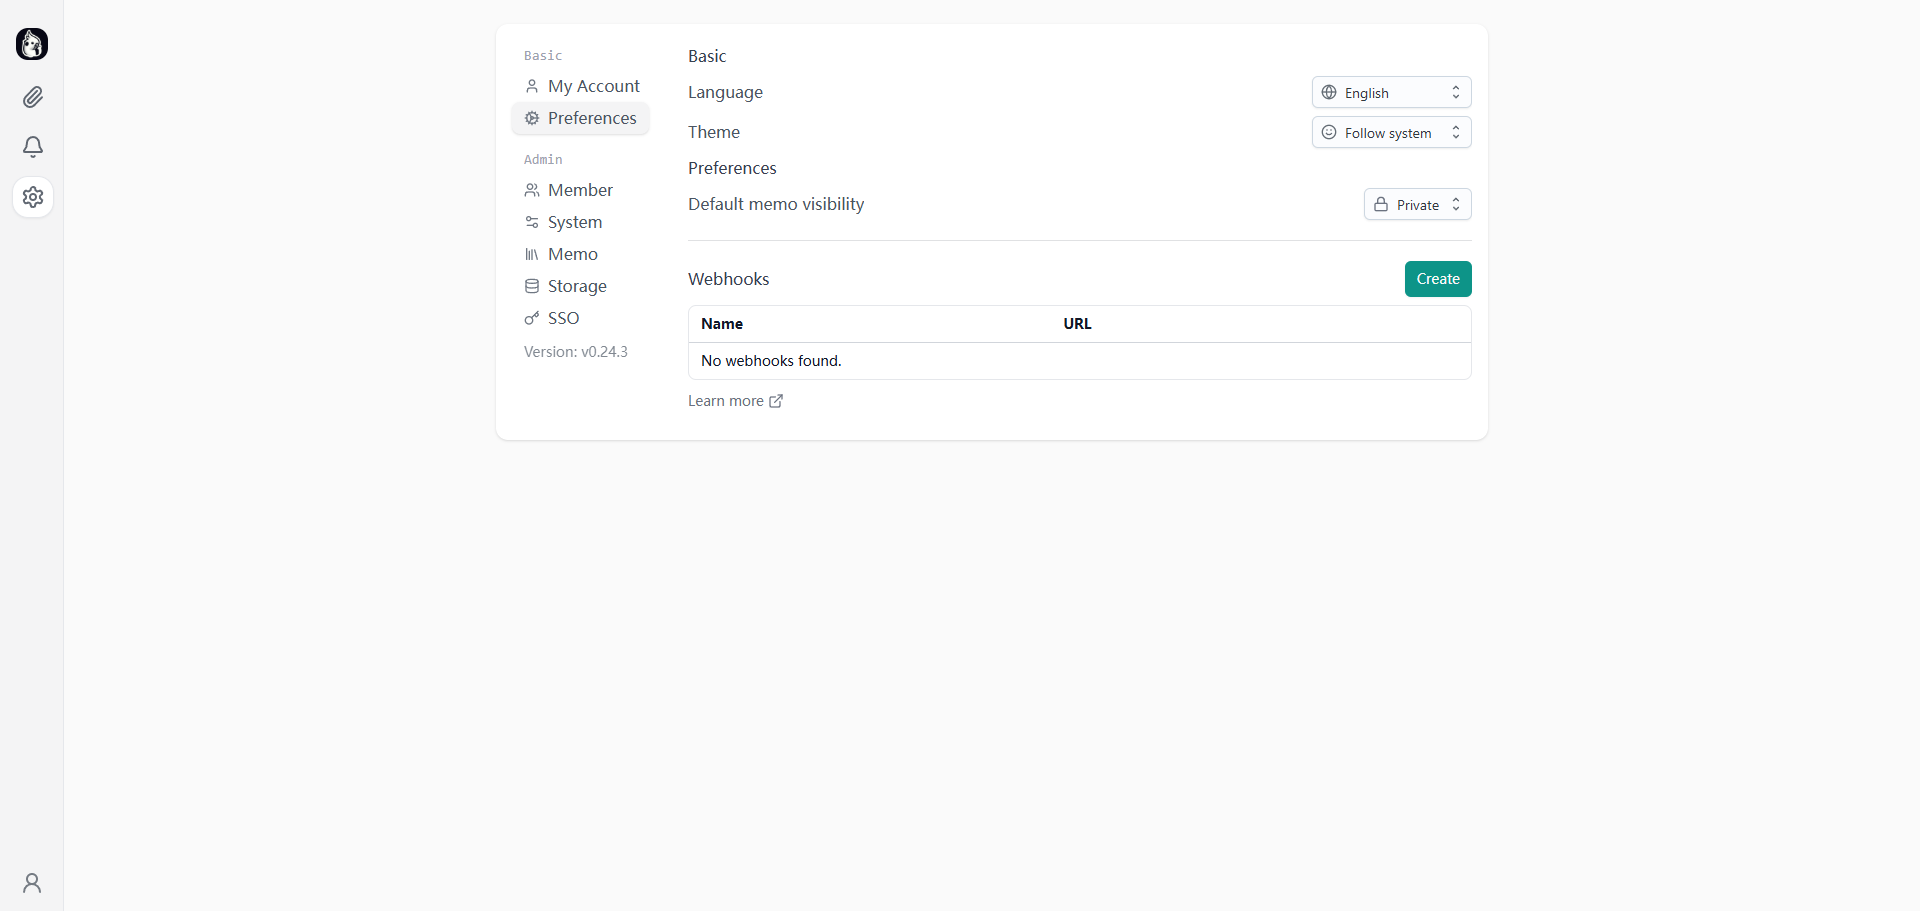 Basic
My Account
Preferences
Admin
Member
System
Memo
Storage
SSO
Version: v0.24.3
Basic
Language
English
Theme
Follow system
Preferences
Default memo visibility
Private
Webhooks
Create
Name
URL
No webhooks found.
Learn more